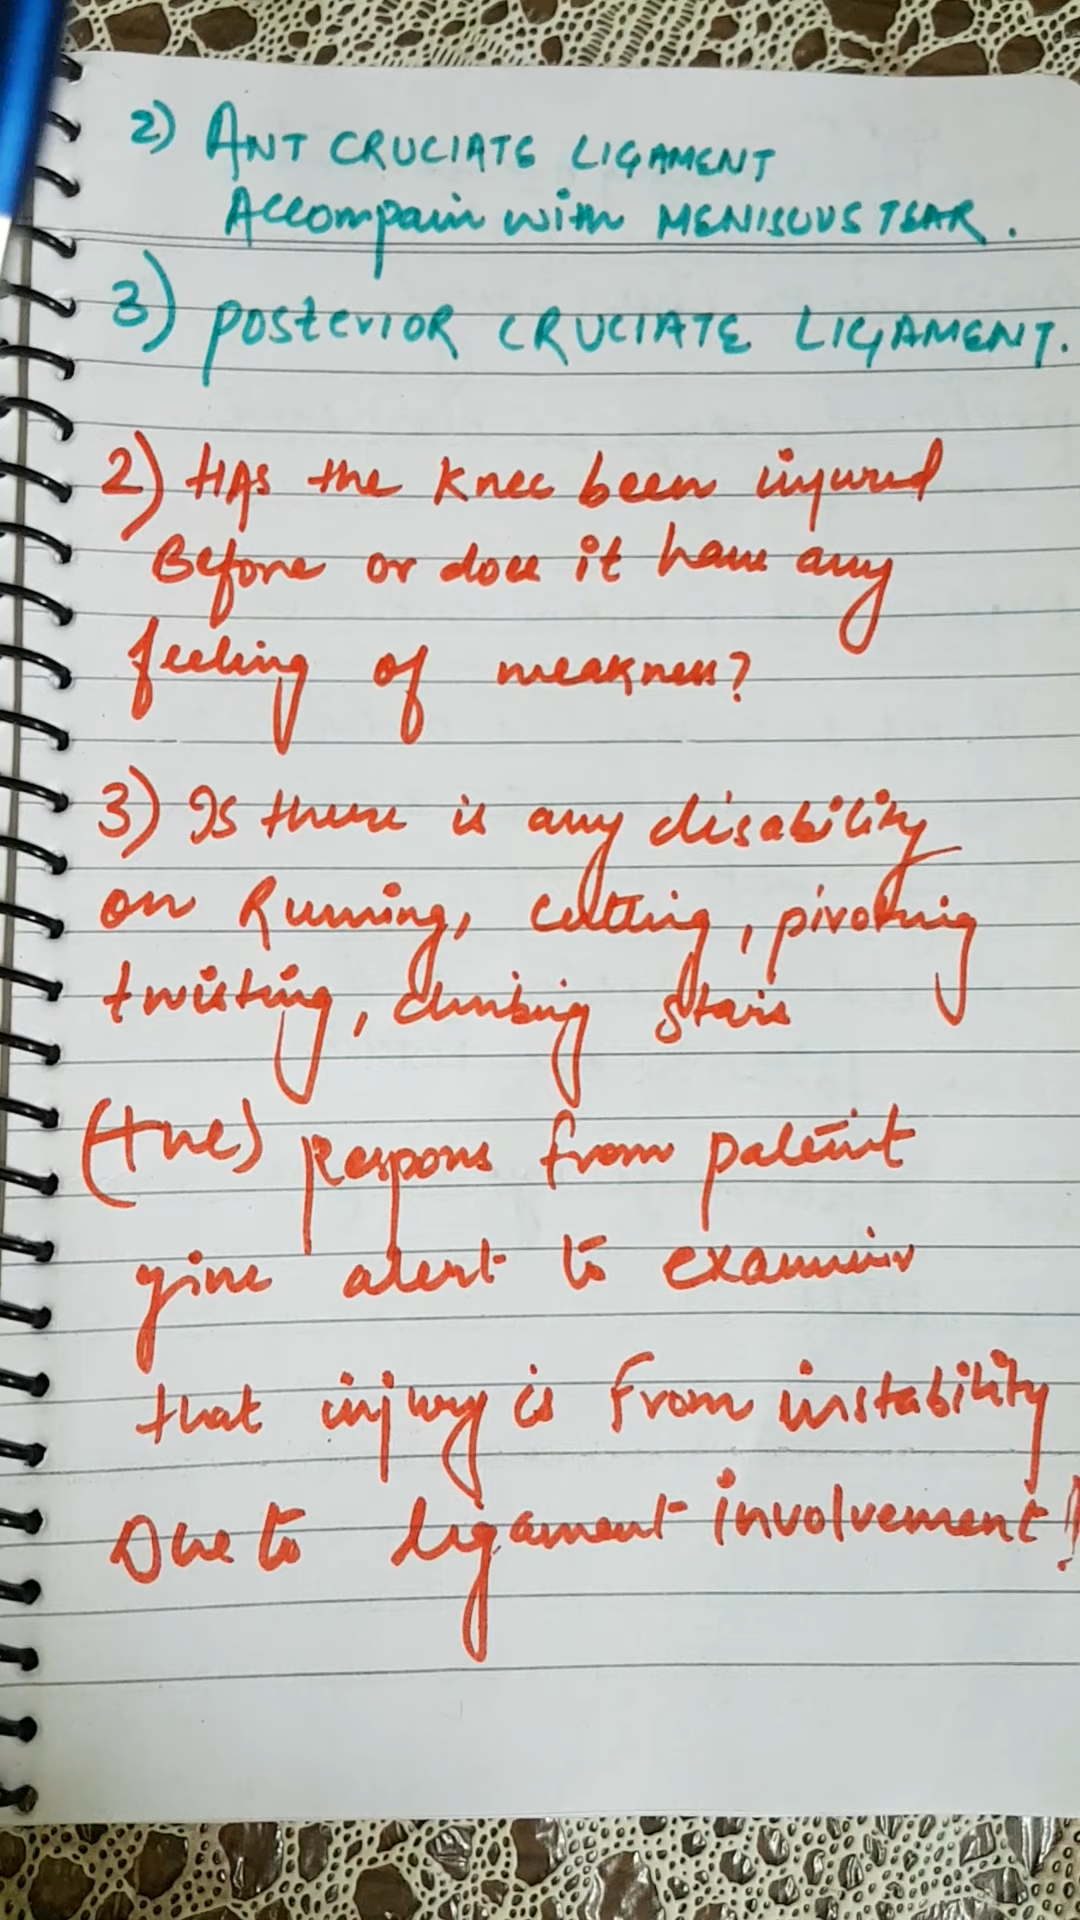 2) ANT CRUCIATE LIGAMENT
Accompain with MENISUUS TEAR.
3) POSTERIOR CRUCIATE LIGAMENT.
2) HAs the knee been injured
Before or does it have any
feeling of weakness?
3) Is there is any disability
on Running, cutting, pivoting
twisting, climbing stairs
(+ve) Respons from patient
give alert to examiner
that injury is from instability
Due to ligament involvement!